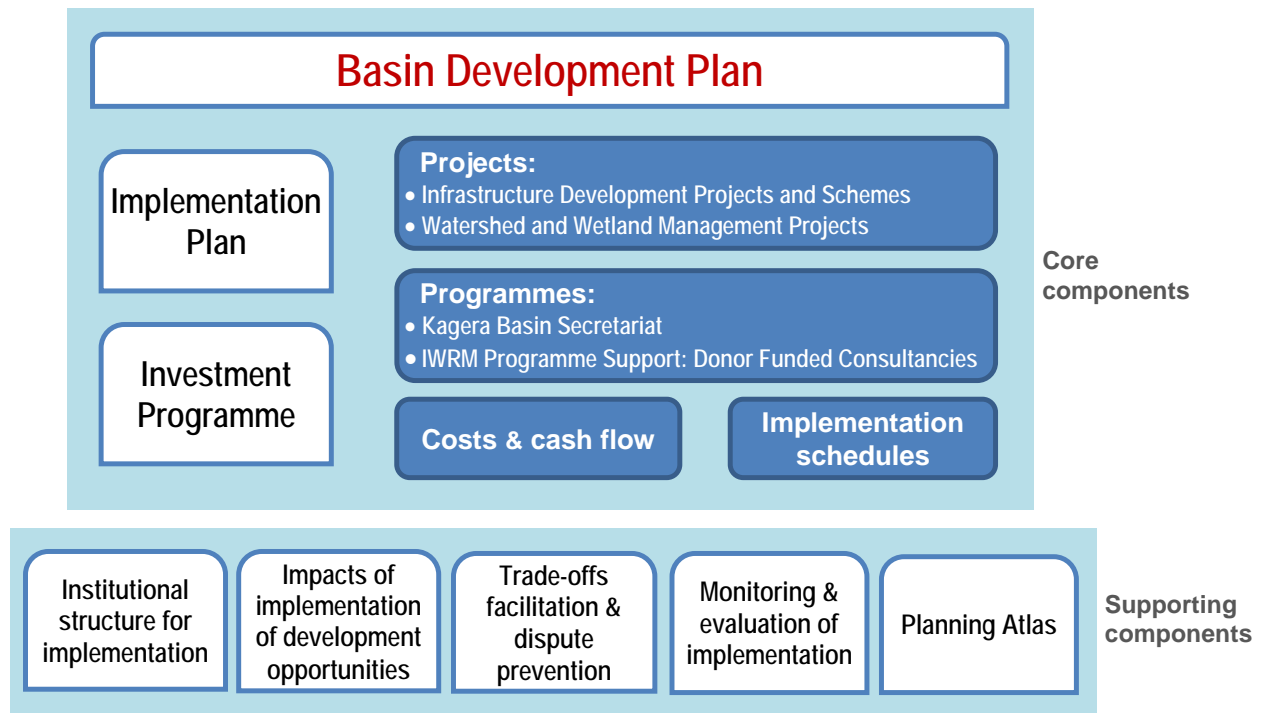 Basin Development Plan
Implementation
Plan
Projects:
• Infrastructure Development Projects and Schemes
• Watershed and Wetland Management Projects
Core
components
Programmes:
• Kagera Basin Secretariat
• IWRM Programme Support: Donor Funded Consultancies
Investment
Programme
Costs & cash flow
Implementation
schedules
Institutional
structure for
implementation
Impacts of
implementation
of development
opportunities
Trade-offs
facilitation &
dispute
prevention
Monitoring &
evaluation of
implementation
Planning Atlas
Supporting
components